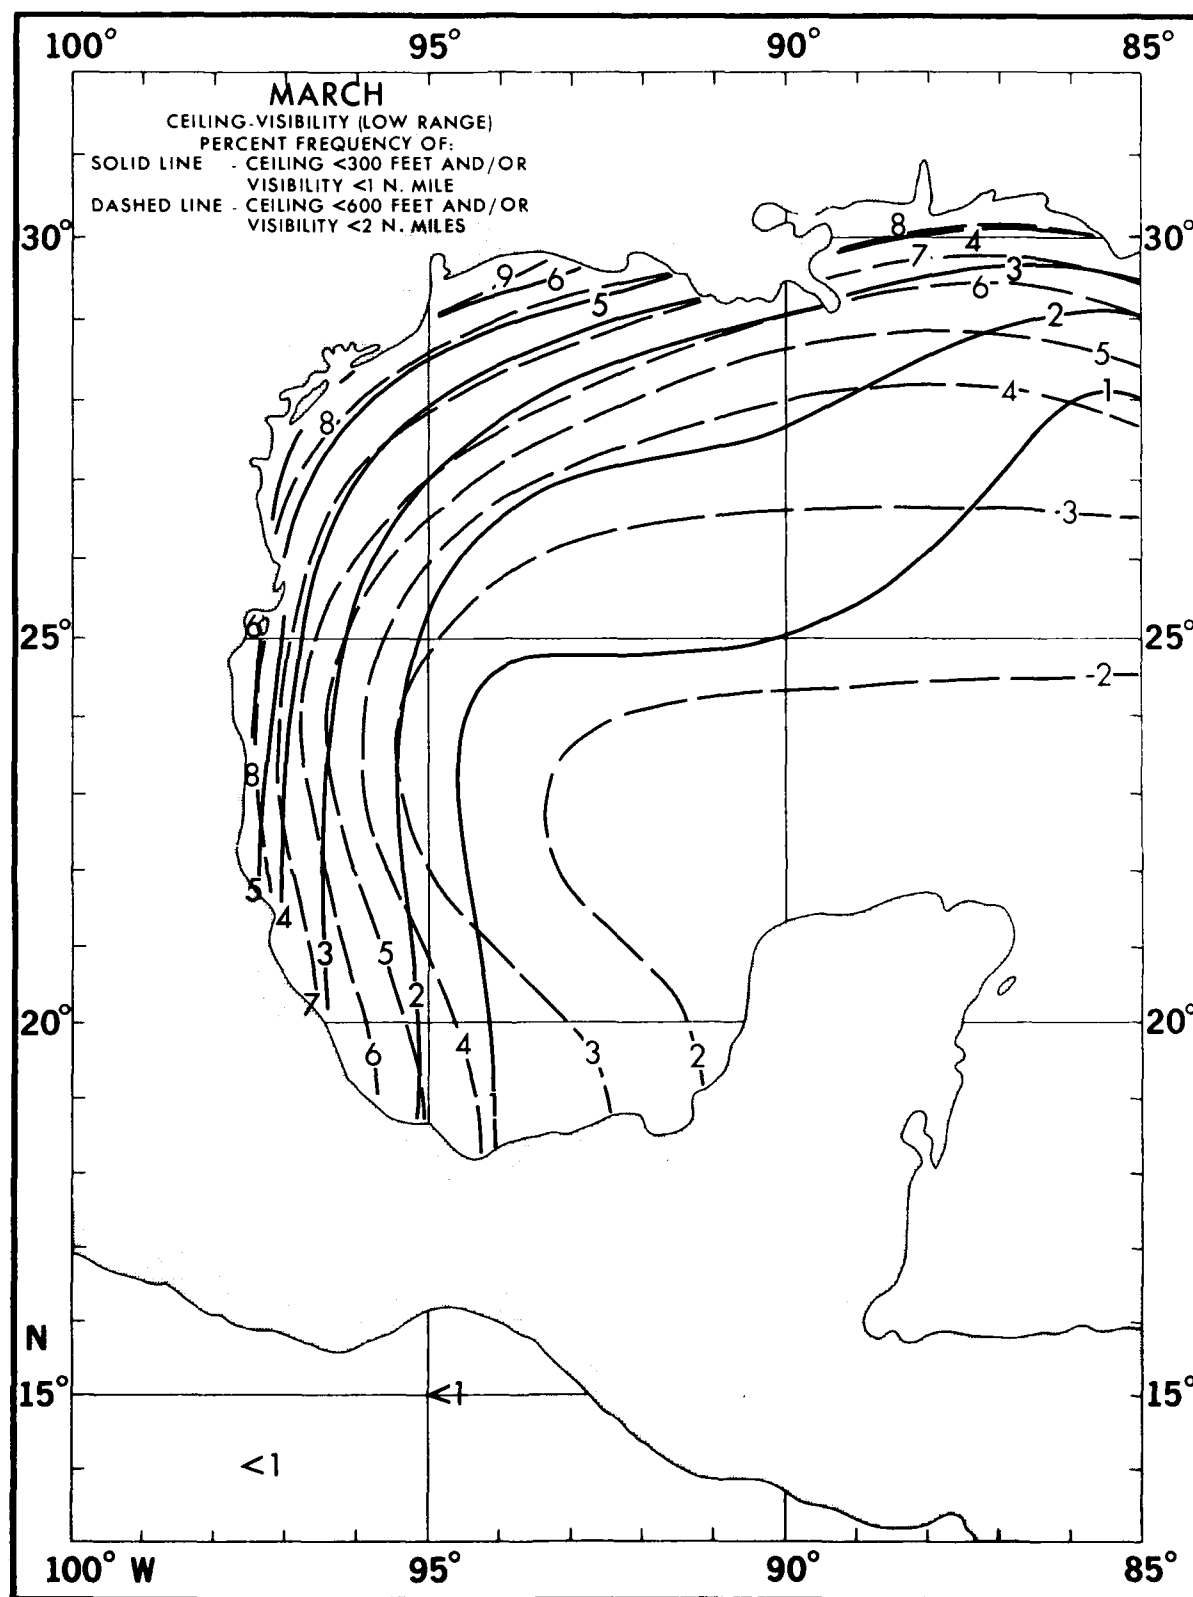 100° 95° 90° 85°
MARCH
CEILING-VISIBILITY (LOW RANGE)
PERCENT FREQUENCY OF:
SOLID LINE - CEILING <300 FEET AND/OR
VISIBILITY <1 N. MILE
DASHED LINE - CEILING <600 FEET AND/OR
VISIBILITY <2 N. MILES
30° 8 4 30°
7 3
9 6 5 6 2
5
4 1
8
3
6
25° 25°
2
8
5 4
3 5
7 2
20° 20°
6 4 3 2
1
N
15° <1 15°
<1
100° W 95° 90° 85°